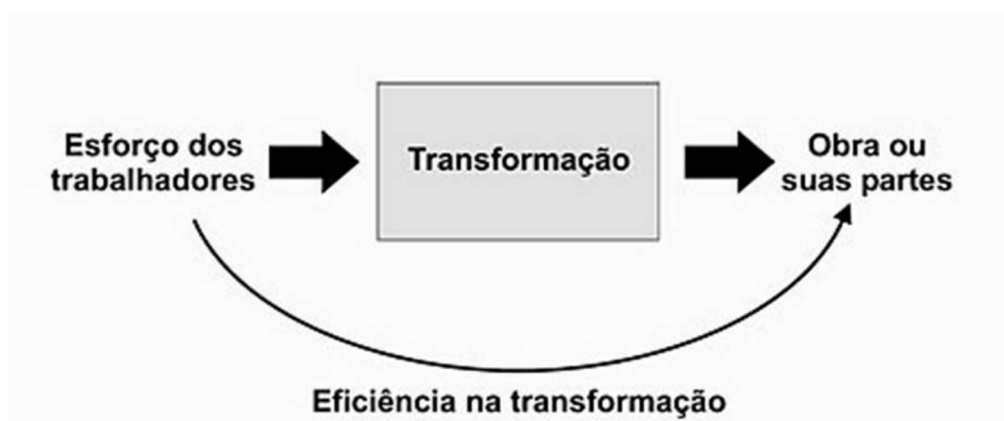 Esforço dos
trabalhadores
Transformação
Obra ou
suas partes
Eficiência na transformação